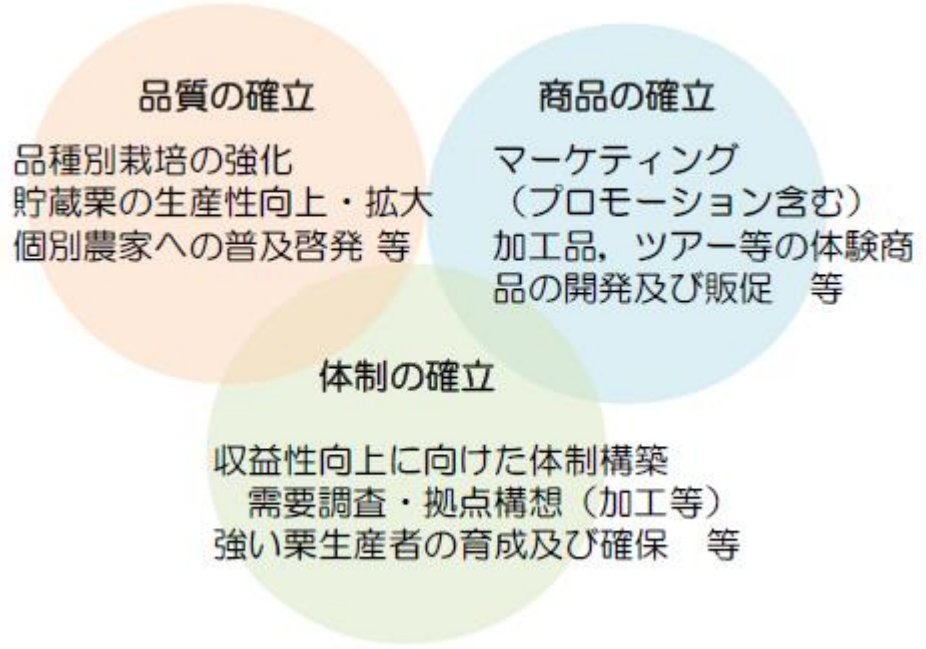 品質の確立
品種別栽培の強化
貯蔵栗の生産性向上・拡大
個別農家への普及啓発 等
商品の確立
マーケティング
（プロモーション含む）
加工品，ツアー等の体験商
品の開発及び販促　等
体制の確立
収益性向上に向けた体制構築
需要調査・拠点構想（加工等）
強い栗生産者の育成及び確保　等